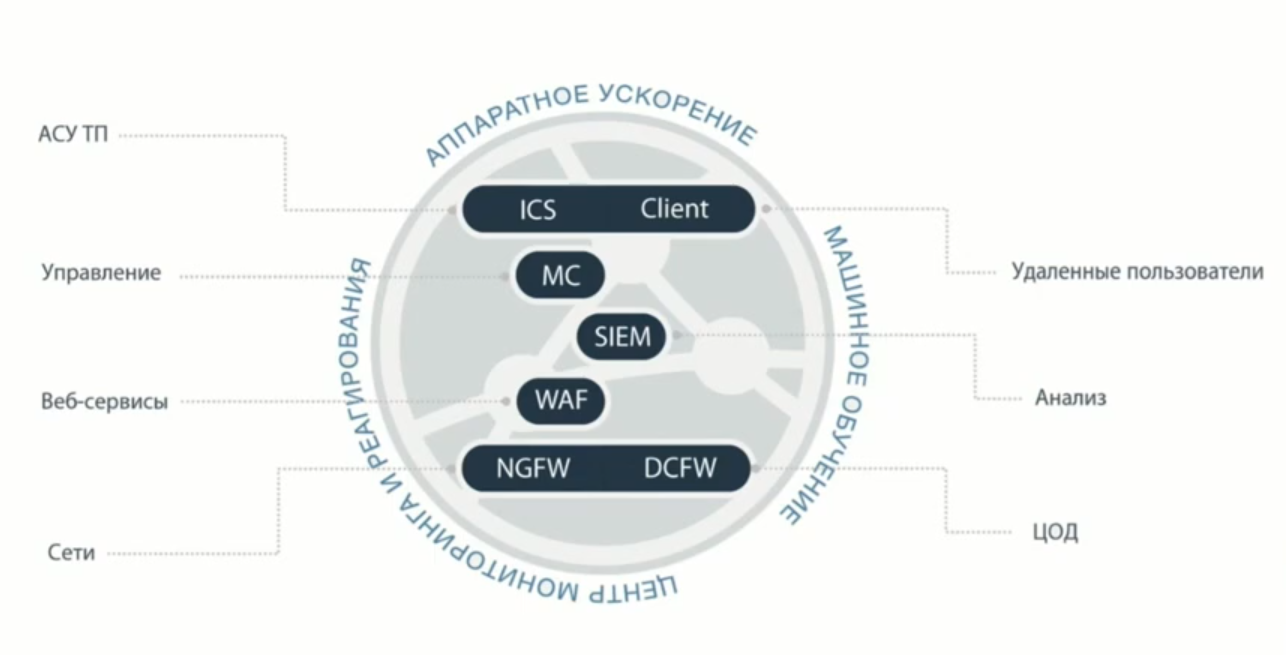 АППАРАТНОЕ УСКОРЕНИЕ
АСУ ТП
ICS Client
МАШИННОЕ ОБУЧЕНИЕ
Управление
MC
Удаленные пользователи
ЦЕНТР МОНИТОРИНГА И РЕАГИРОВАНИЯ
SIEM
Веб-сервисы
WAF
Анализ
NGFW DCFW
Сети
ЦОД